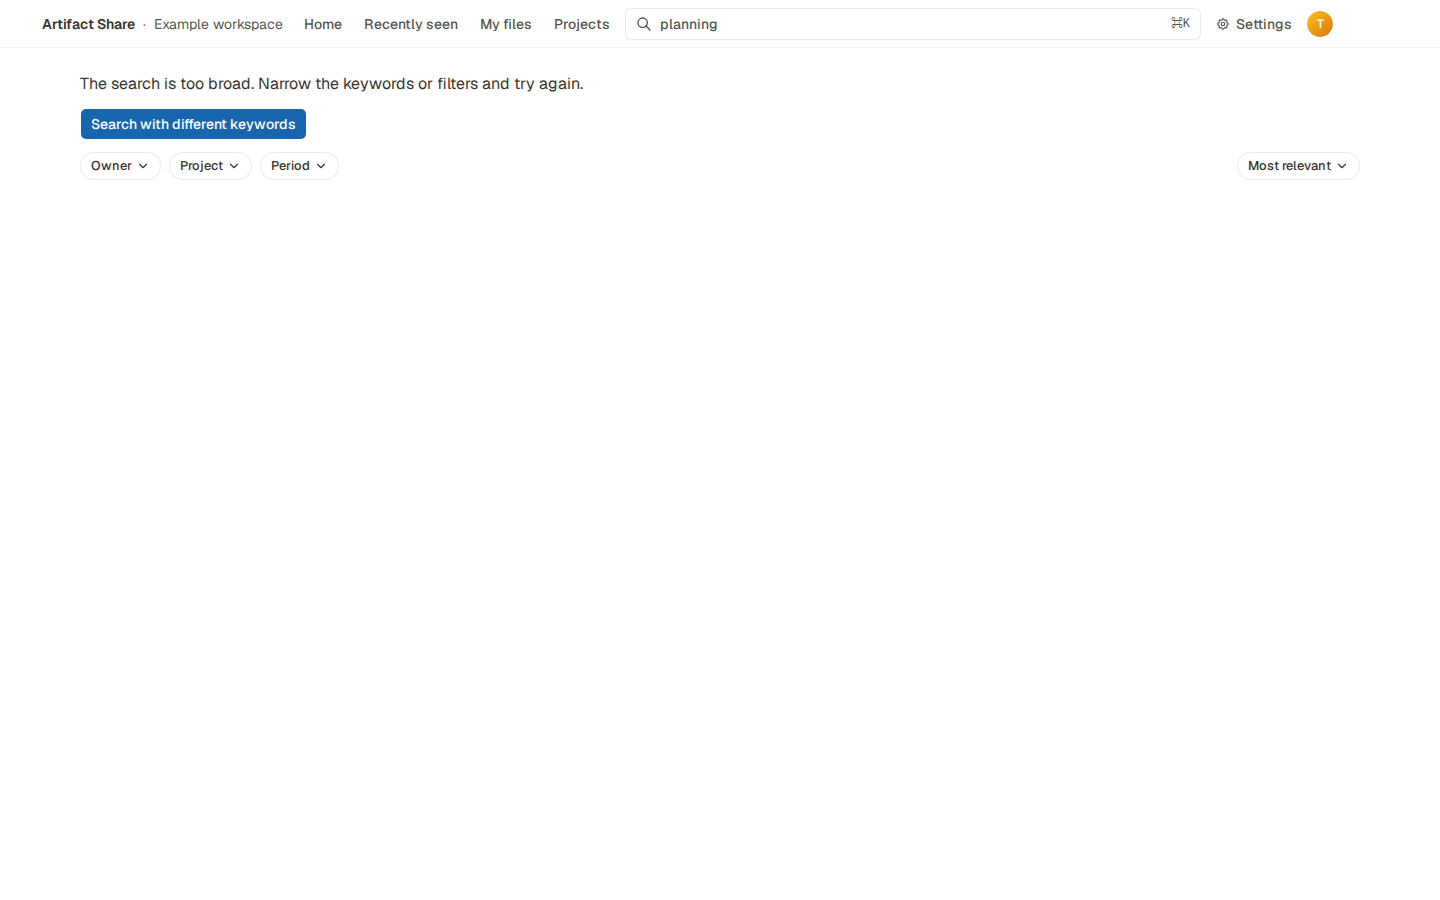 Artifact Share · Example workspace Home Recently seen My files Projects planning ⌘K Settings T
The search is too broad. Narrow the keywords or filters and try again.
Search with different keywords
Owner Project Period Most relevant